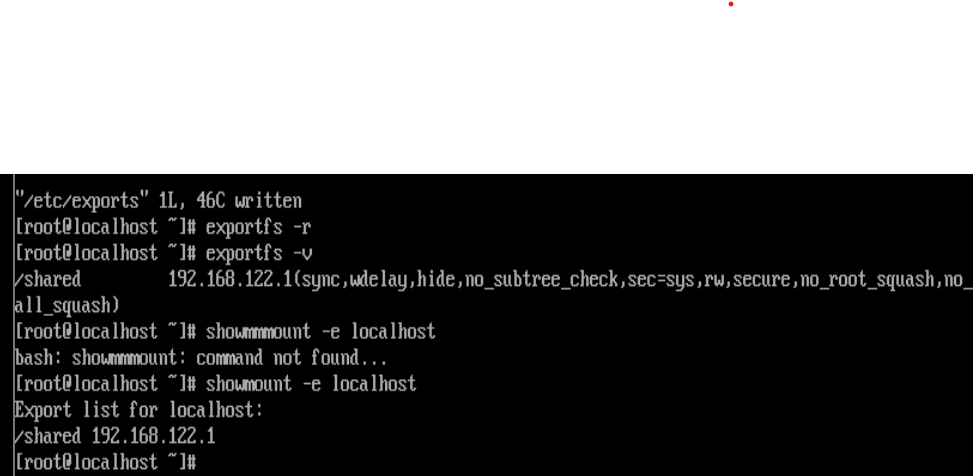 "/etc/exports" 1L, 46C written
[root@localhost ~]# exportfs -r
[root@localhost ~]# exportfs -v
/shared 192.168.122.1(sync,wdelay,hide,no_subtree_check,sec=sys,rw,secure,no_root_squash,no_
all_squash)
[root@localhost ~]# showmmmount -e localhost
bash: showmmmount: command not found...
[root@localhost ~]# showmount -e localhost
Export list for localhost:
/shared 192.168.122.1
[root@localhost ~]#